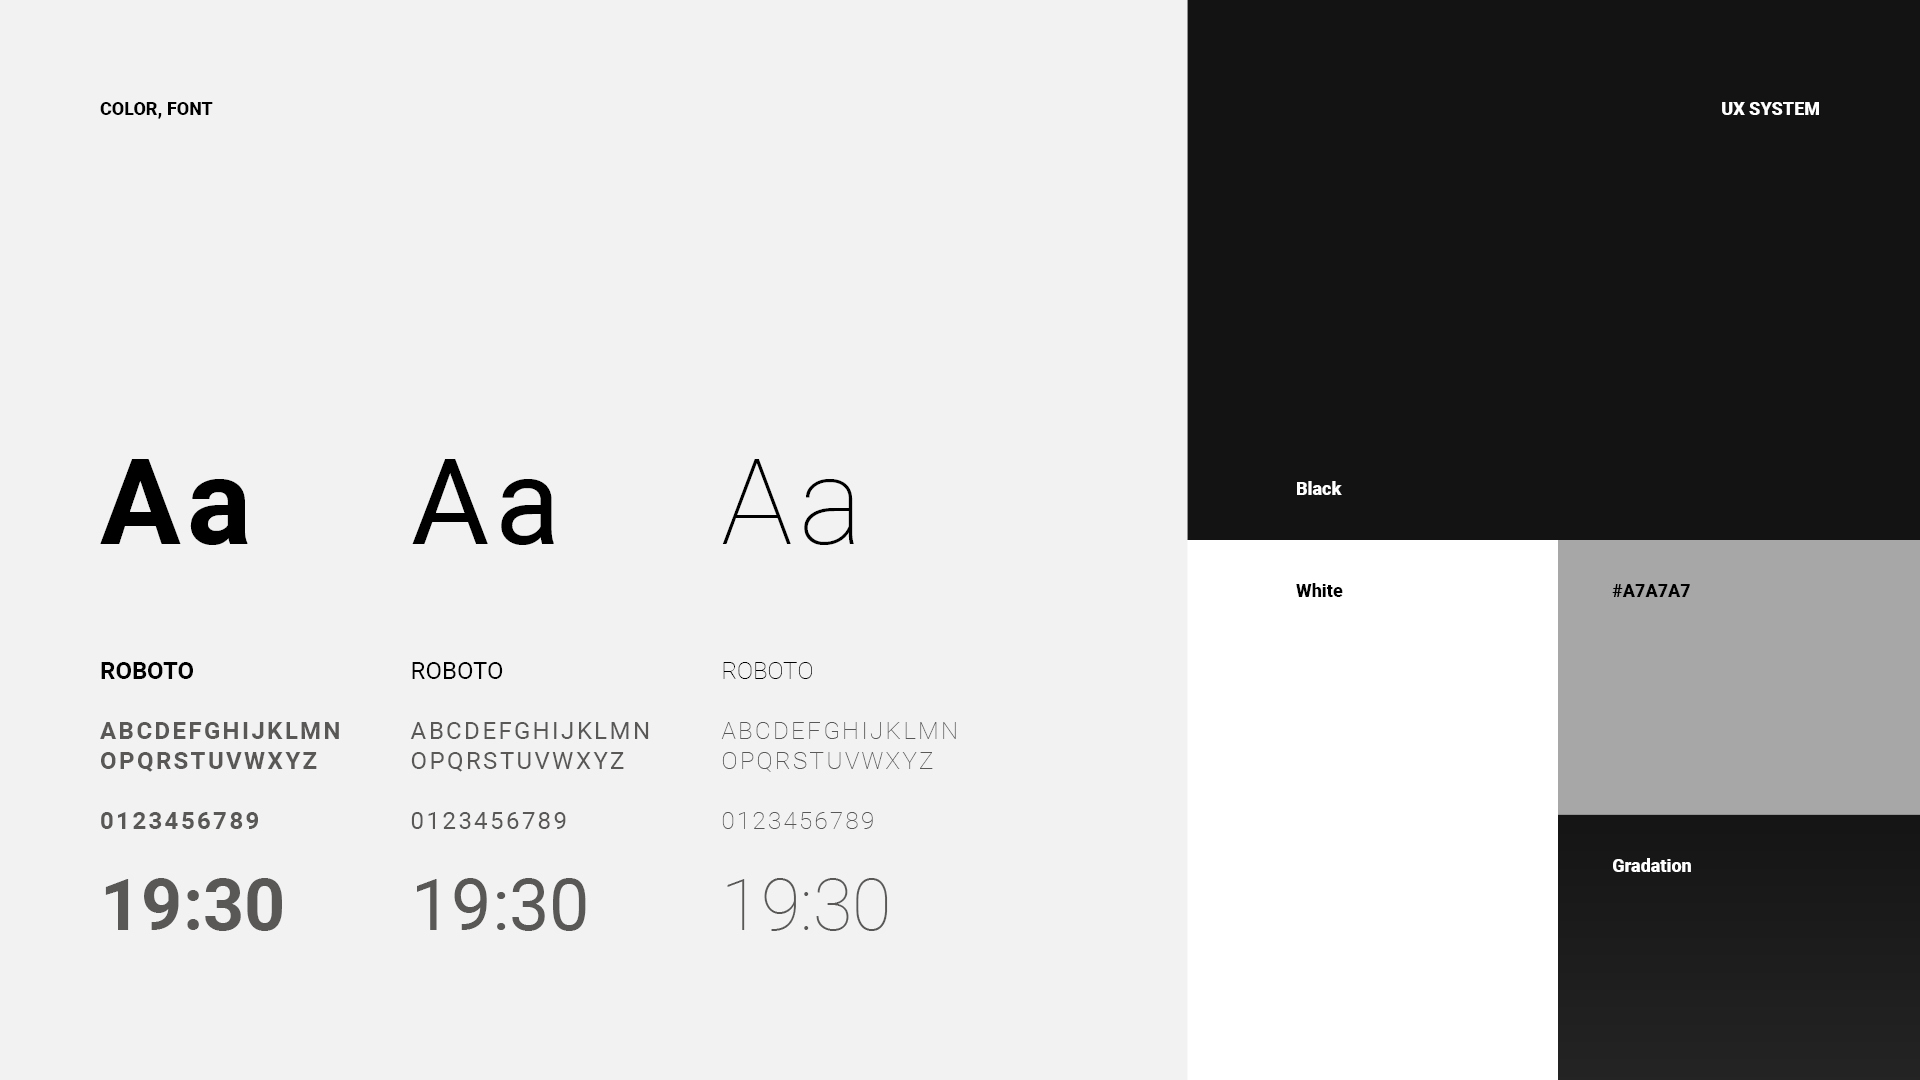 COLOR, FONT
UX SYSTEM
Aa
Aa
Aa
ROBOTO
ABCDEFGHIJKLMN
OPQRSTUVWXYZ
0123456789
19:30
ROBOTO
ABCDEFGHIJKLMN
OPQRSTUVWXYZ
0123456789
19:30
ROBOTO
ABCDEFGHIJKLMN
OPQRSTUVWXYZ
0123456789
19:30
Black
White
#A7A7A7
Gradation